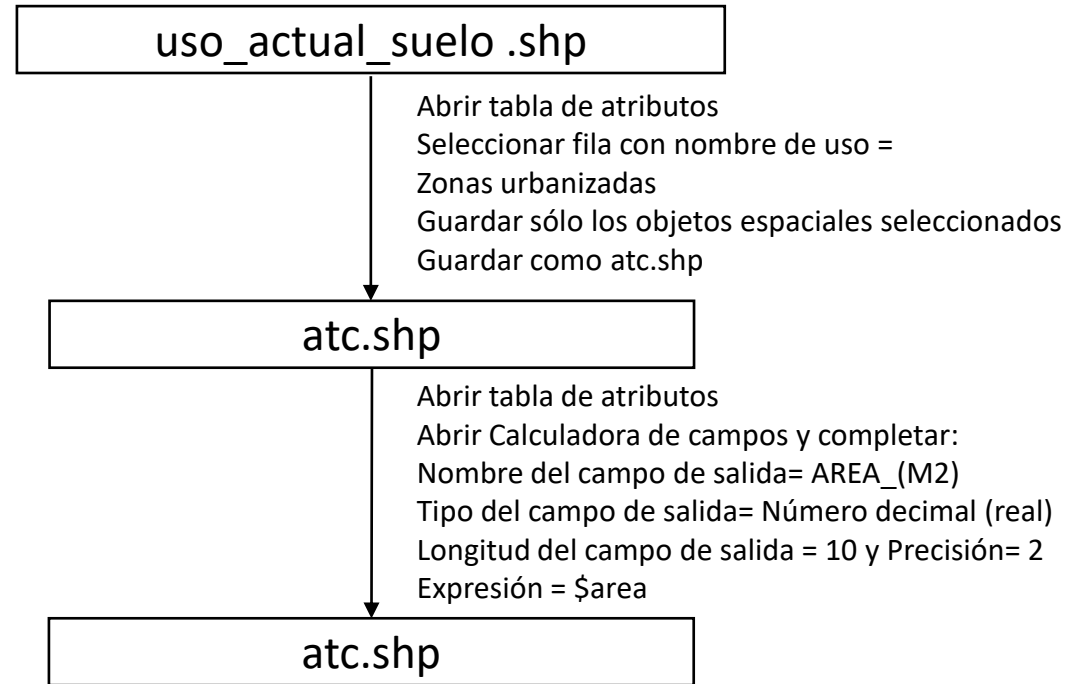 uso_actual_suelo .shp
Abrir tabla de atributos
Seleccionar fila con nombre de uso =
Zonas urbanizadas
Guardar sólo los objetos espaciales seleccionados
Guardar como atc.shp
atc.shp
Abrir tabla de atributos
Abrir Calculadora de campos y completar:
Nombre del campo de salida= AREA_(M2)
Tipo del campo de salida= Número decimal (real)
Longitud del campo de salida = 10 y Precisión= 2
Expresión = $area
atc.shp